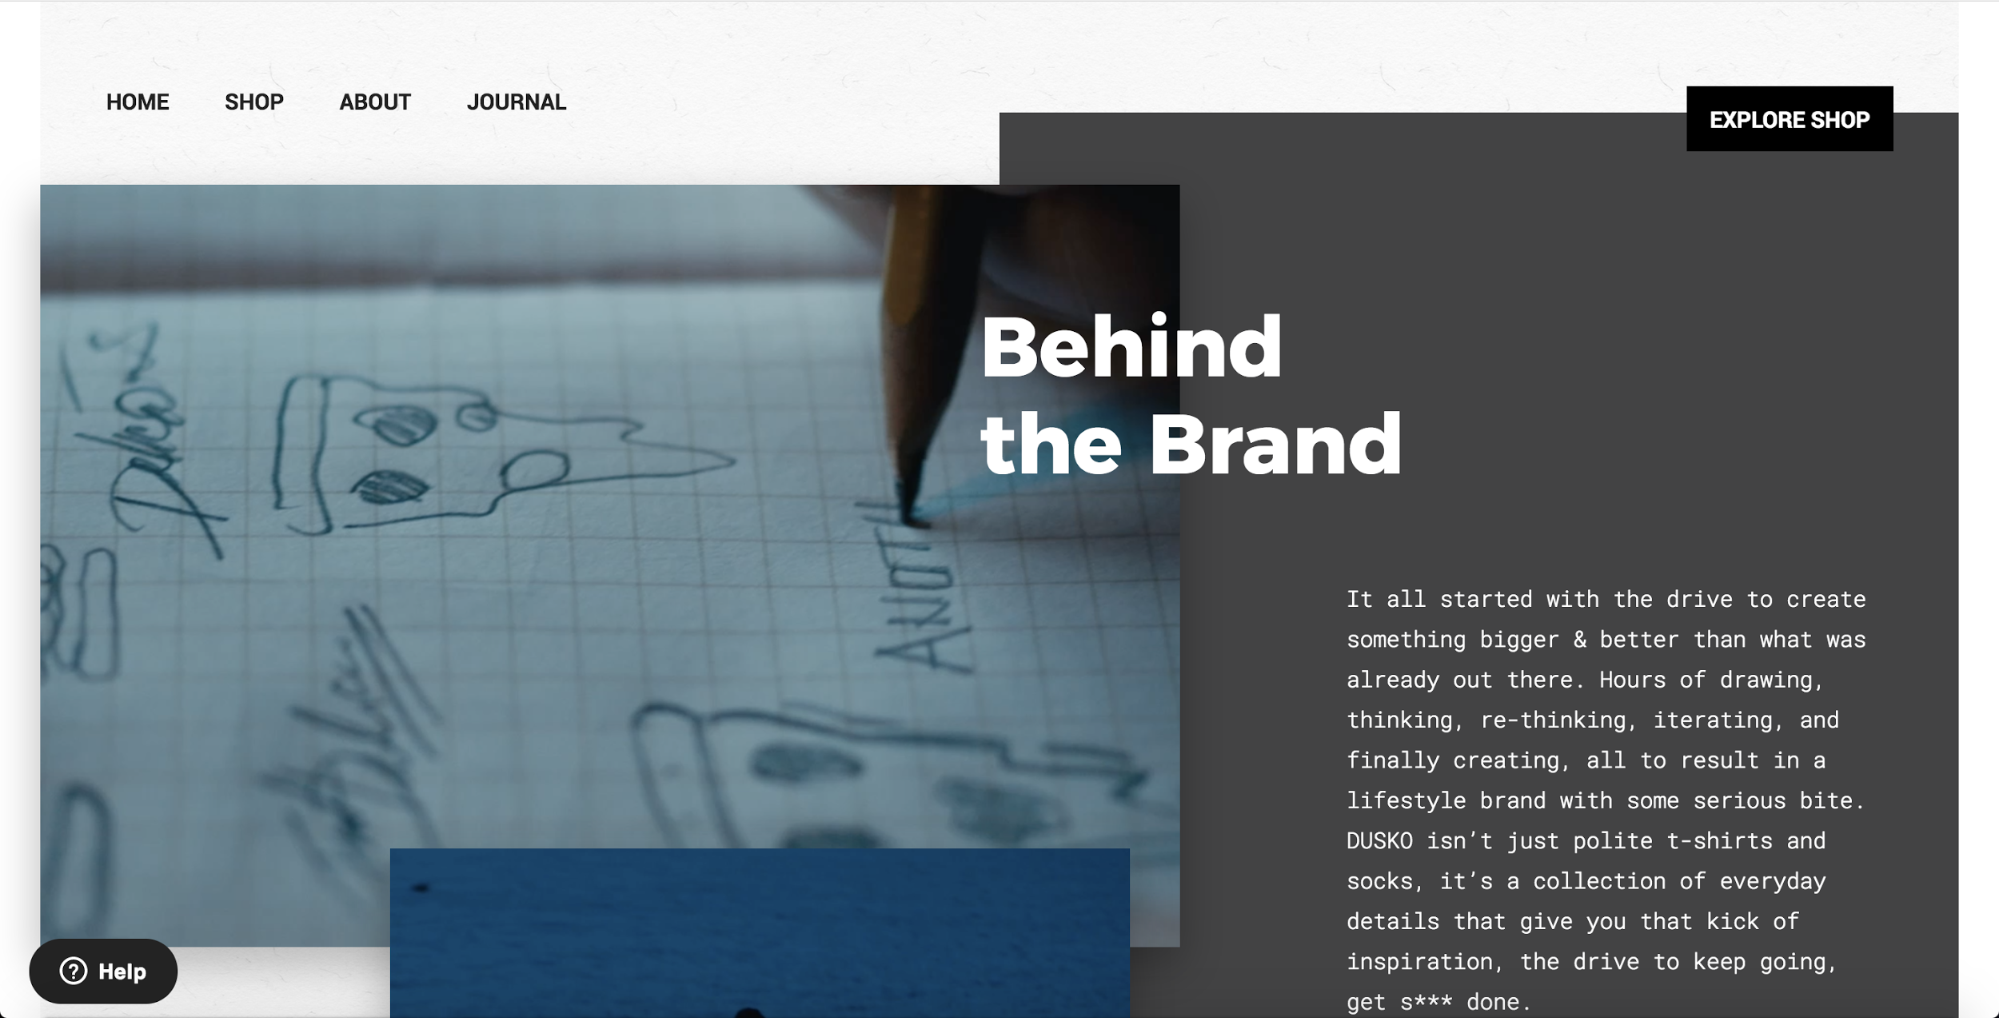 HOME SHOP ABOUT JOURNAL
EXPLORE SHOP
Behind
the Brand
ANOTH
It all started with the drive to create
something bigger & better than what was
already out there. Hours of drawing,
thinking, re-thinking, iterating, and
finally creating, all to result in a
lifestyle brand with some serious bite.
DUSKO isn’t just polite t-shirts and
socks, it’s a collection of everyday
details that give you that kick of
inspiration, the drive to keep going,
get s*** done.
Help